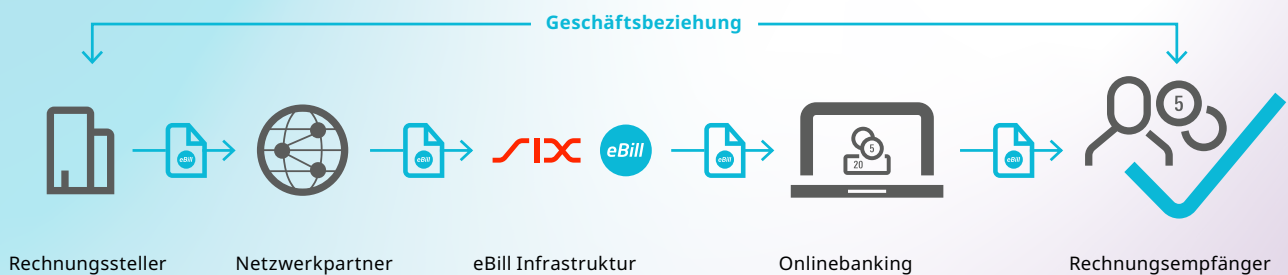 Geschäftsbeziehung
5
eBill
eBill
SIX eBill
eBill
5
20
eBill
Rechnungssteller
Netzwerkpartner
eBill Infrastruktur
Onlinebanking
Rechnungsempfänger